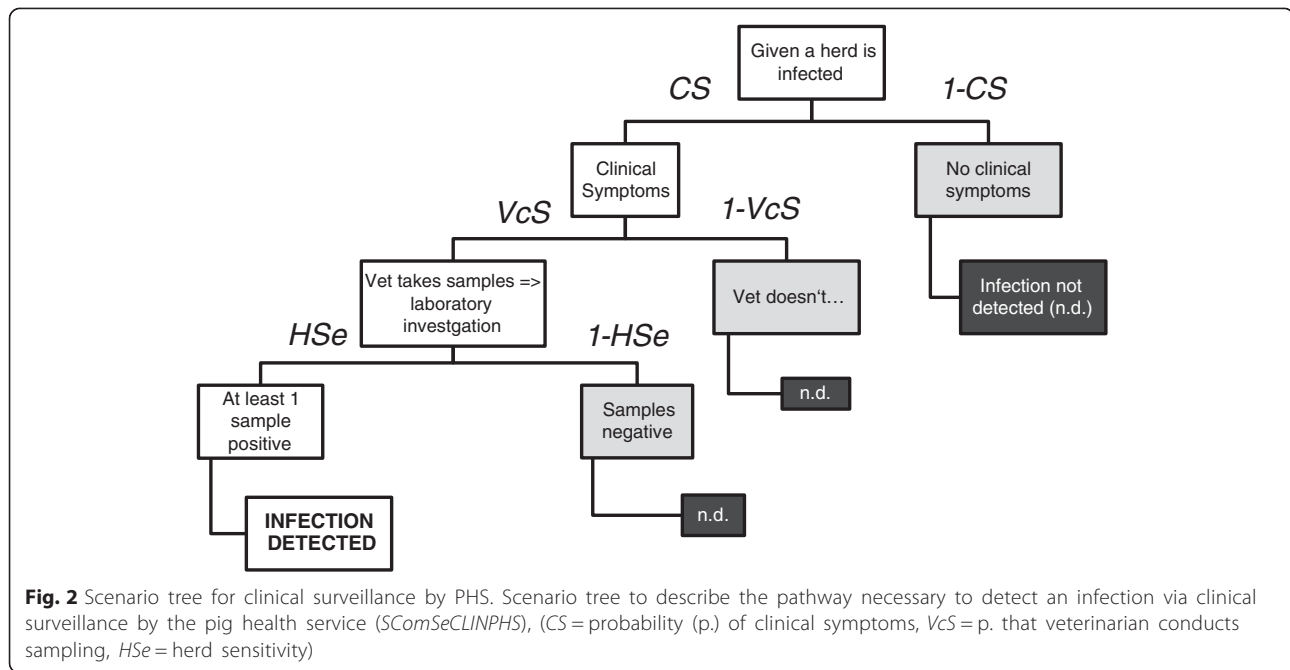 Given a herd is
infected
CS
1-CS
Clinical
Symptoms
No clinical
symptoms
VcS
1-VcS
Vet takes samples =>
laboratory
investgation
Vet doesn‘t…
Infection not
detected (n.d.)
HSe
1-HSe
At least 1
sample
positive
Samples
negative
n.d.
INFECTION
DETECTED
n.d.
Fig. 2 Scenario tree for clinical surveillance by PHS. Scenario tree to describe the pathway necessary to detect an infection via clinical
surveillance by the pig health service (SComSeCLINPHS), (CS = probability (p.) of clinical symptoms, VcS = p. that veterinarian conducts
sampling, HSe = herd sensitivity)